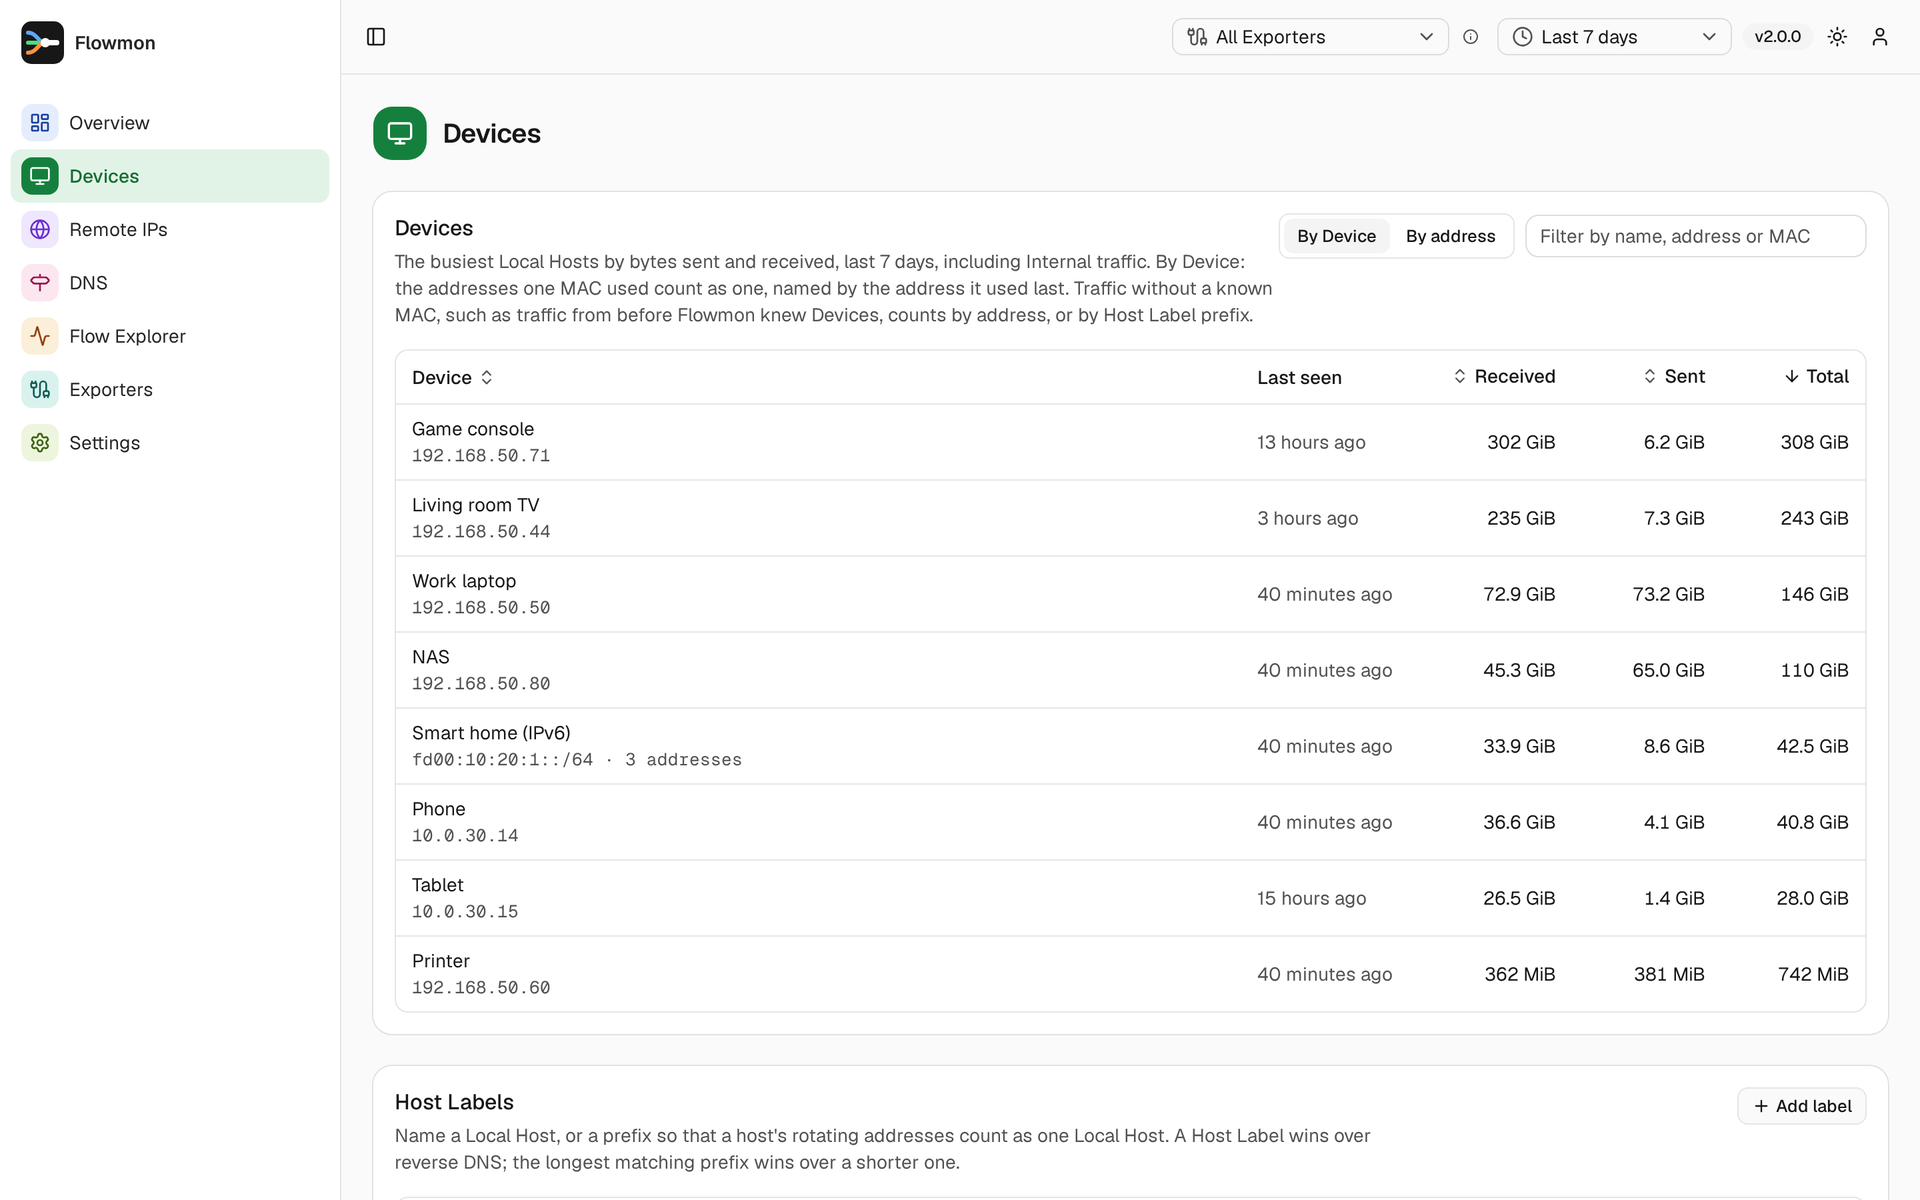 Flowmon
All Exporters
Last 7 days
v2.0.0
Overview
Devices
Remote IPs
DNS
Flow Explorer
Exporters
Settings
Devices
Devices
By Device
By address
Filter by name, address or MAC
The busiest Local Hosts by bytes sent and received, last 7 days, including Internal traffic. By Device:
the addresses one MAC used count as one, named by the address it used last. Traffic without a known
MAC, such as traffic from before Flowmon knew Devices, counts by address, or by Host Label prefix.
Device Last seen Received Sent Total
Game console
192.168.50.71
13 hours ago 302 GiB 6.2 GiB 308 GiB
Living room TV
192.168.50.44
3 hours ago 235 GiB 7.3 GiB 243 GiB
Work laptop
192.168.50.50
40 minutes ago 72.9 GiB 73.2 GiB 146 GiB
NAS
192.168.50.80
40 minutes ago 45.3 GiB 65.0 GiB 110 GiB
Smart home (IPv6)
fd00:10:20:1::/64 · 3 addresses
40 minutes ago 33.9 GiB 8.6 GiB 42.5 GiB
Phone
10.0.30.14
40 minutes ago 36.6 GiB 4.1 GiB 40.8 GiB
Tablet
10.0.30.15
15 hours ago 26.5 GiB 1.4 GiB 28.0 GiB
Printer
192.168.50.60
40 minutes ago 362 MiB 381 MiB 742 MiB
Host Labels
Add label
Name a Local Host, or a prefix so that a host's rotating addresses count as one Local Host. A Host Label wins over
reverse DNS; the longest matching prefix wins over a shorter one.